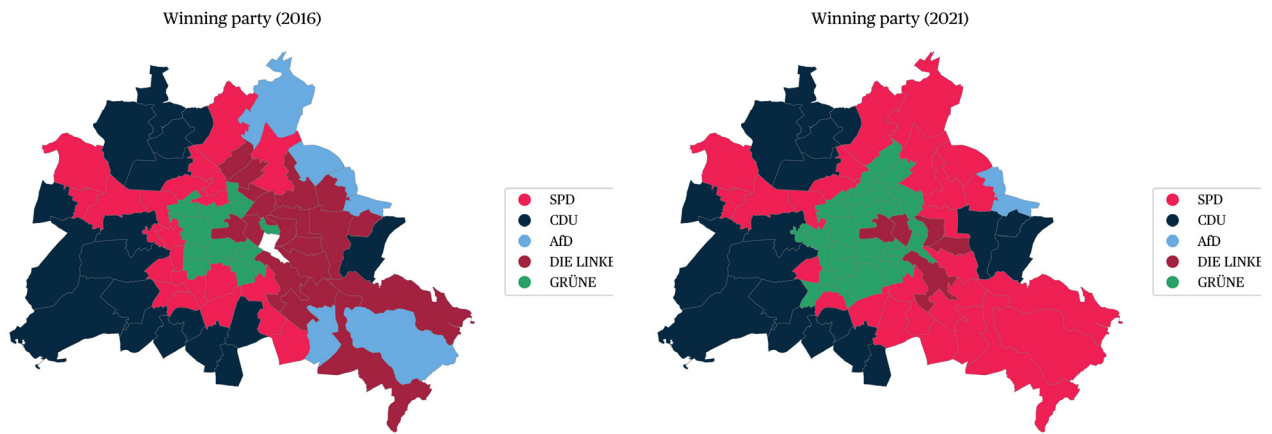 Winning party (2016)
SPD
CDU
AfD
DIE LINKE
GRÜNE
Winning party (2021)
SPD
CDU
AfD
DIE LINKE
GRÜNE